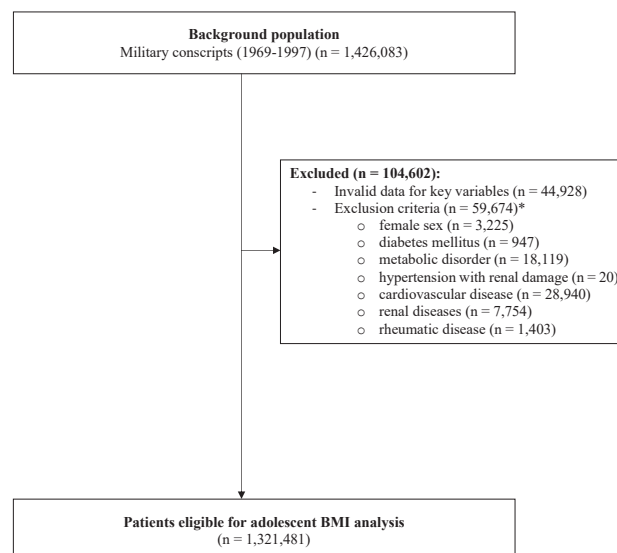 Background population
Military conscripts (1969-1997) (n = 1,426,083)
Excluded (n = 104,602):
- Invalid data for key variables (n = 44,928)
- Exclusion criteria (n = 59,674)*
o female sex (n = 3,225)
o diabetes mellitus (n = 947)
o metabolic disorder (n = 18,119)
o hypertension with renal damage (n = 20)
o cardiovascular disease (n = 28,940)
o renal diseases (n = 7,754)
o rheumatic disease (n = 1,403)
Patients eligible for adolescent BMI analysis
(n = 1,321,481)